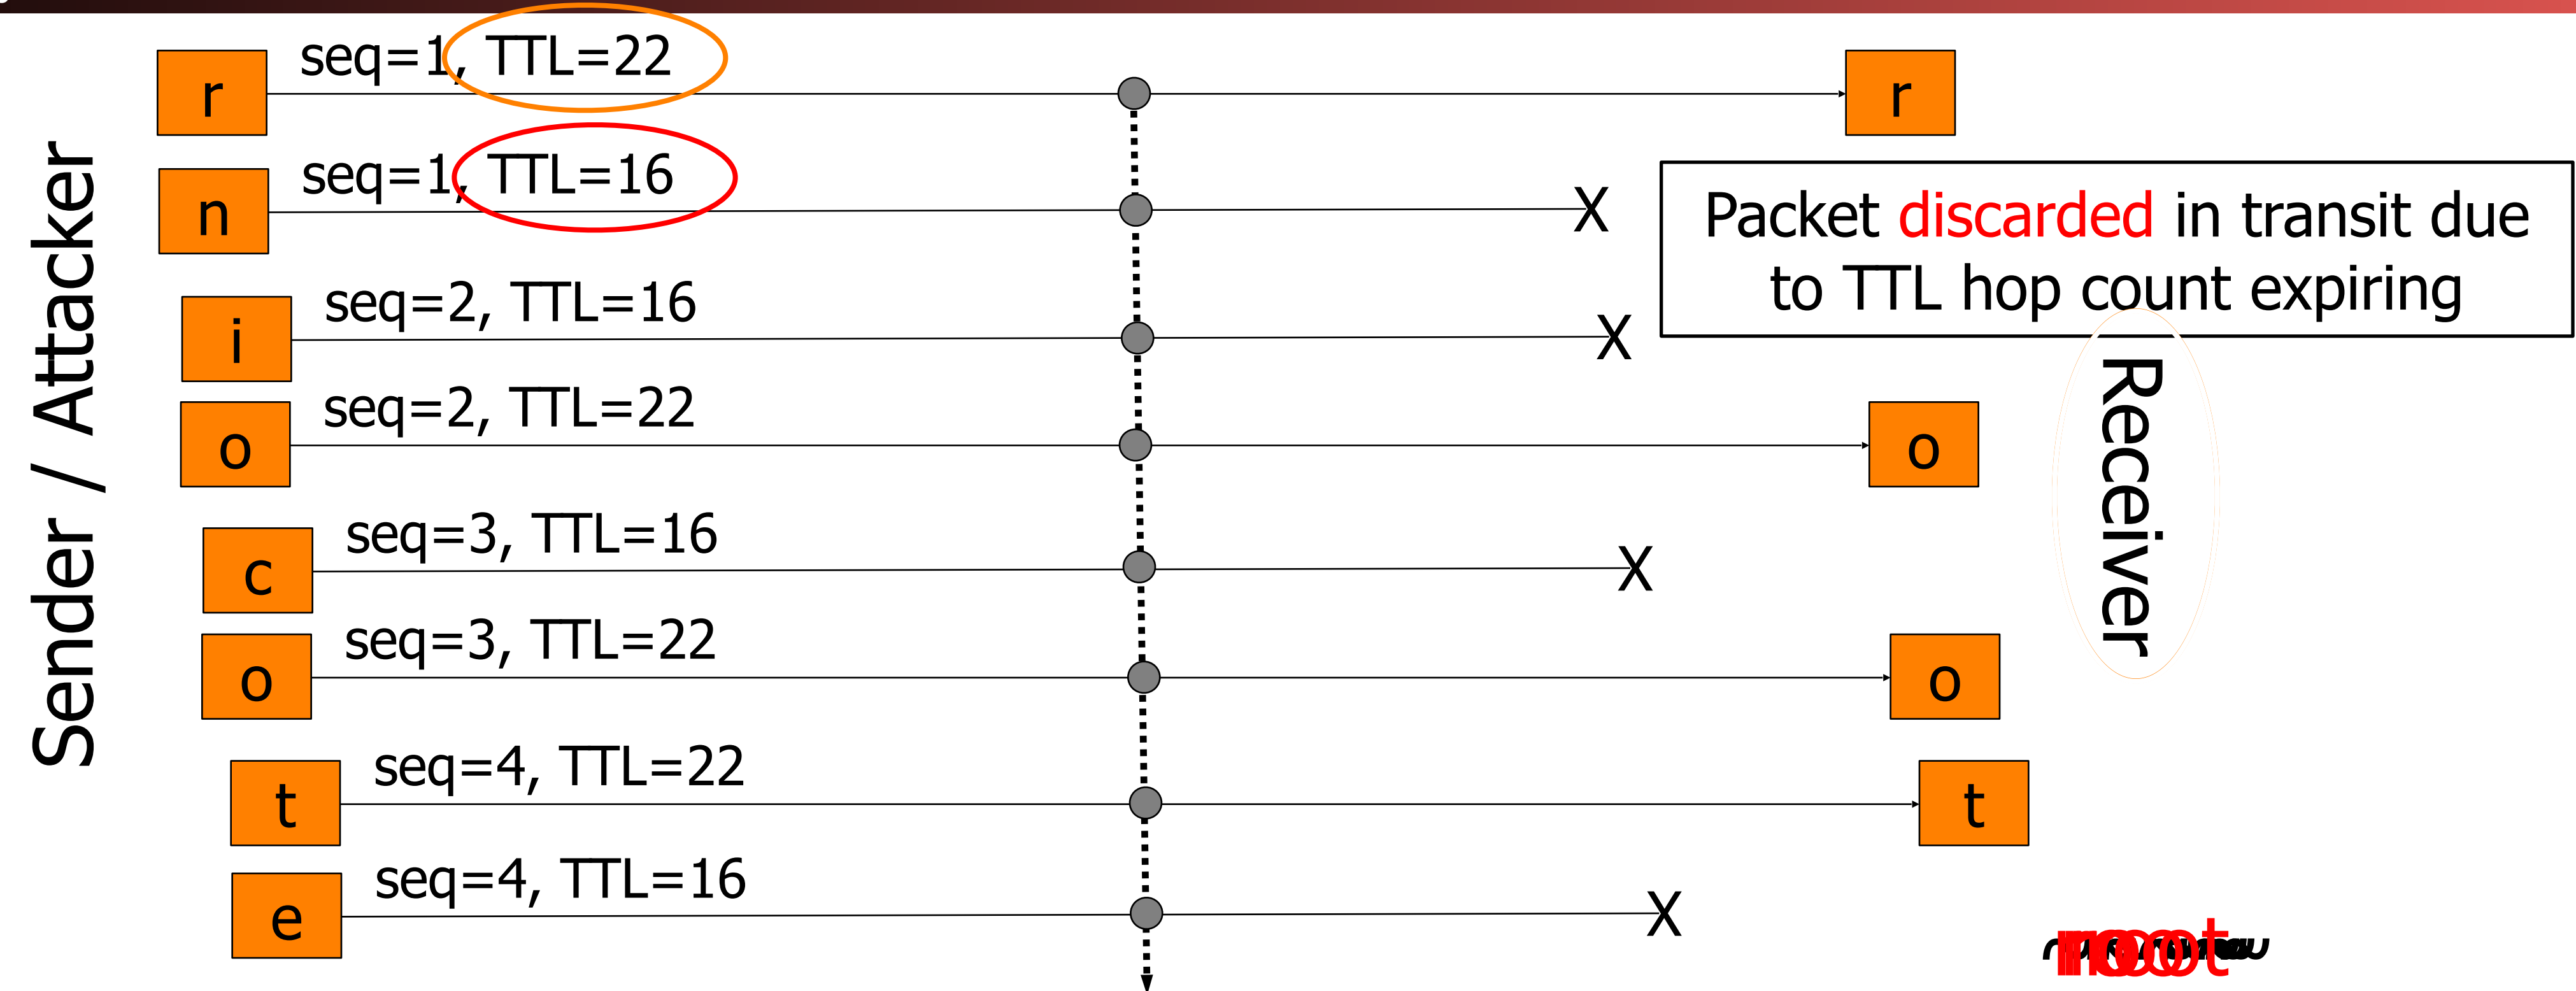 Sender / Attacker
r
seq=1, TTL=22
r
n
seq=1, TTL=16
X
Packet discarded in transit due
to TTL hop count expiring
i
seq=2, TTL=16
X
o
seq=2, TTL=22
o
Receiver
c
seq=3, TTL=16
X
o
seq=3, TTL=22
o
t
seq=4, TTL=22
t
e
seq=4, TTL=16
X
root